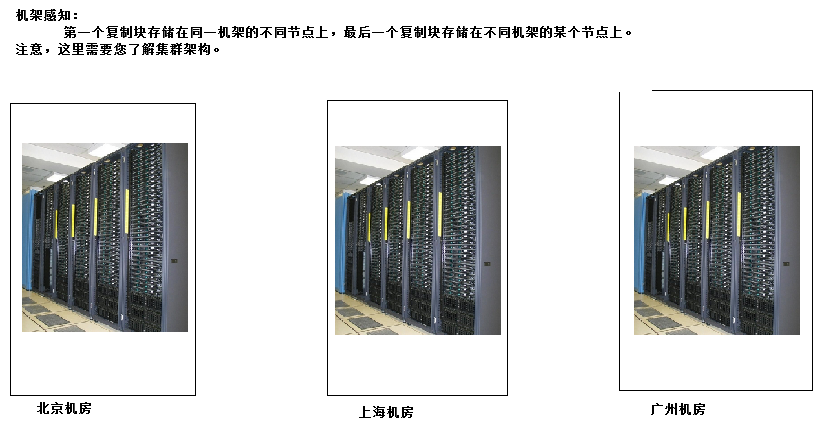 机架感知：
第一个复制块存储在同一机架的不同节点上，最后一个复制块存储在不同机架的某个节点上。
注意，这里需要您了解集群架构。
北京机房
上海机房
广州机房